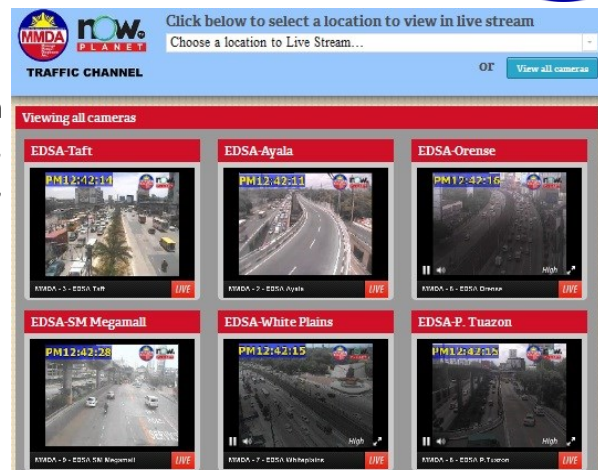 MMDA
now.
PLANET
TRAFFIC CHANNEL
Click below to select a location to view in live stream
Choose a location to Live Stream...
or
View all cameras
Viewing all cameras
EDSA-Taft
PM12:42:14
MMDA - 3 - EDSA Taft
LIVE
EDSA-Ayala
PM12:42:11
MMDA - 2 - EDSA Ayala
LIVE
EDSA-Orense
PM12:42:16
High
MMDA - 6 - EDSA Orense
LIVE
EDSA-SM Megamall
PM12:42:28
MMDA - 9 - EDSA SM Megamall
LIVE
EDSA-White Plains
PM12:42:15
High
MMDA - 7 - EDSA Whiteplains
LIVE
EDSA-P. Tuazon
PM12:42:15
High
MMDA - 8 - EDSA P.Tuazon
LIVE